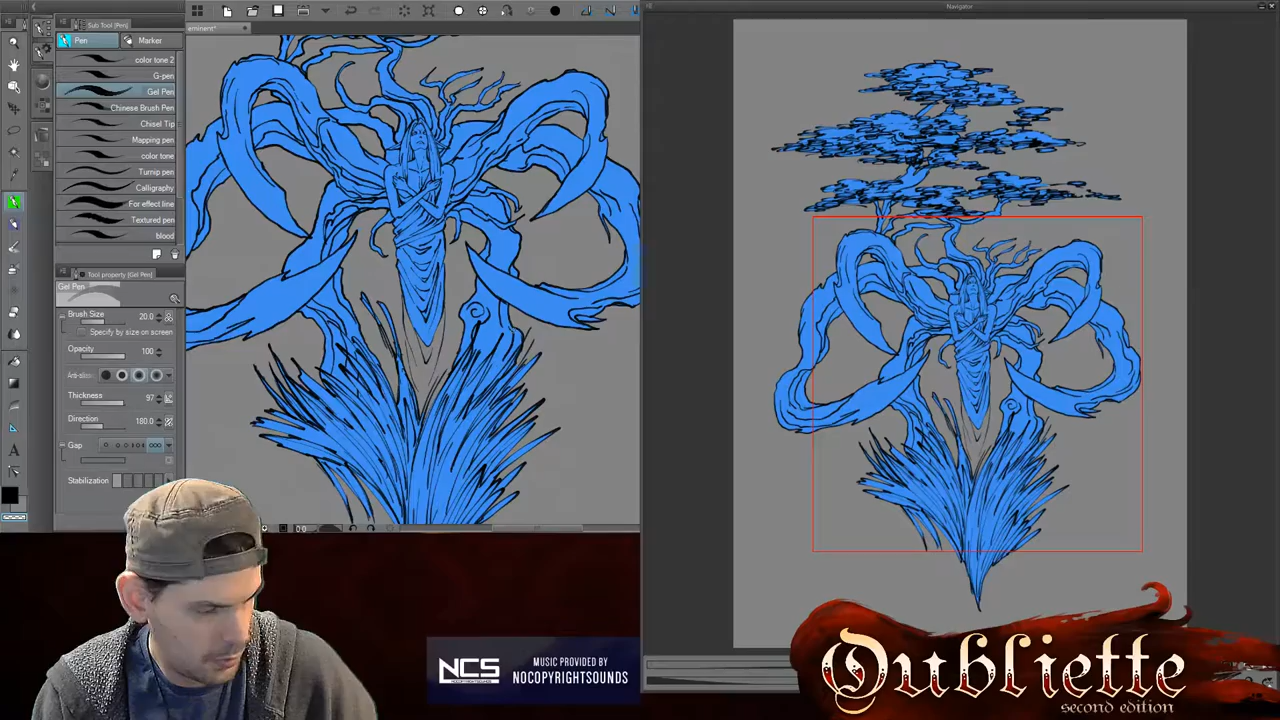 Navigator
Sub Tool [Pen]
Pen
Marker
color tone 2
G-pen
Gel Pen
Chinese Brush Pen
Chisel Tip
Mapping pen
color tone
Turnip pen
Calligraphy
For effect line
Textured pen
blood
Tool property [Gel Pen]
Gel Pen
Brush Size 20.0
Specify by size on screen
Opacity 100
Thickness 97
Direction 180.0
Gap
Stabilization
eminent*
NCS
NOCOPYRIGHTSOUNDS
MUSIC PROVIDED BY
NOCOPYRIGHTSOUNDS
Oubliette
second edition